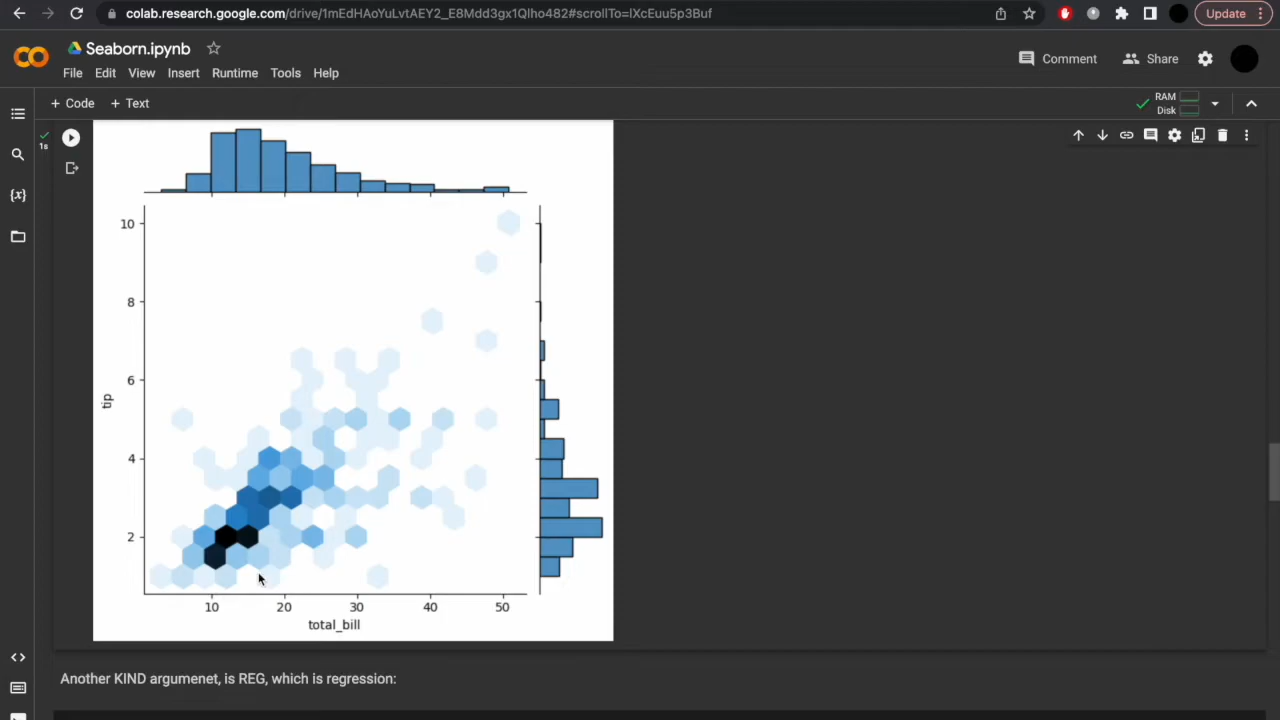 colab.research.google.com/drive/1mEdHAoYuLvtAEY2_E8Mdd3gx1Qlho482#scrollTo=lXcEuu5p3Buf
Update
Seaborn.ipynb
Comment
Share
File Edit View Insert Runtime Tools Help
+ Code + Text
RAM
Disk
{x}
1s
10
8
6
4
2
tip
10 20 30 40 50
total_bill
Another KIND argumenet, is REG, which is regression: